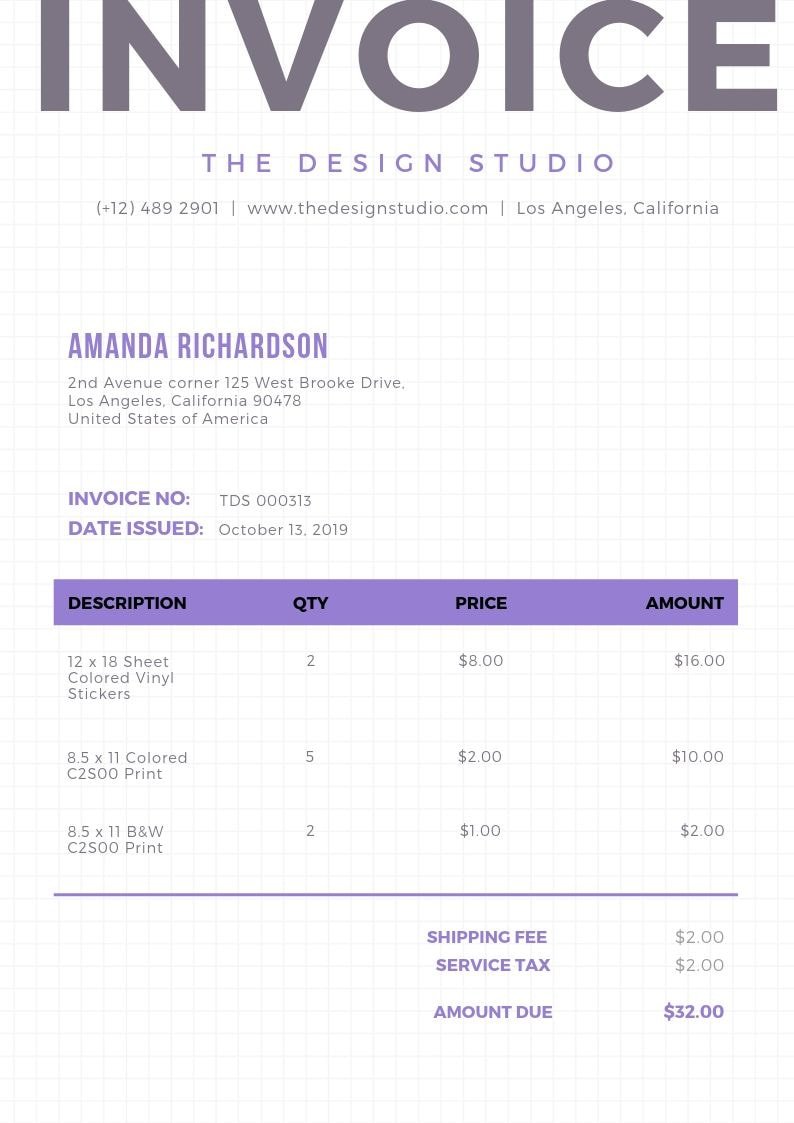 INVOICE
THE DESIGN STUDIO
(+12) 489 2901 | www.thedesignstudio.com | Los Angeles, California
AMANDA RICHARDSON
2nd Avenue corner 125 West Brooke Drive,
Los Angeles, California 90478
United States of America
INVOICE NO: TDS 000313
DATE ISSUED: October 13, 2019
DESCRIPTION QTY PRICE AMOUNT
12 x 18 Sheet 2 $8.00 $16.00
Colored Vinyl
Stickers
8.5 x 11 Colored 5 $2.00 $10.00
C2S00 Print
8.5 x 11 B&W 2 $1.00 $2.00
C2S00 Print
SHIPPING FEE $2.00
SERVICE TAX $2.00
AMOUNT DUE $32.00